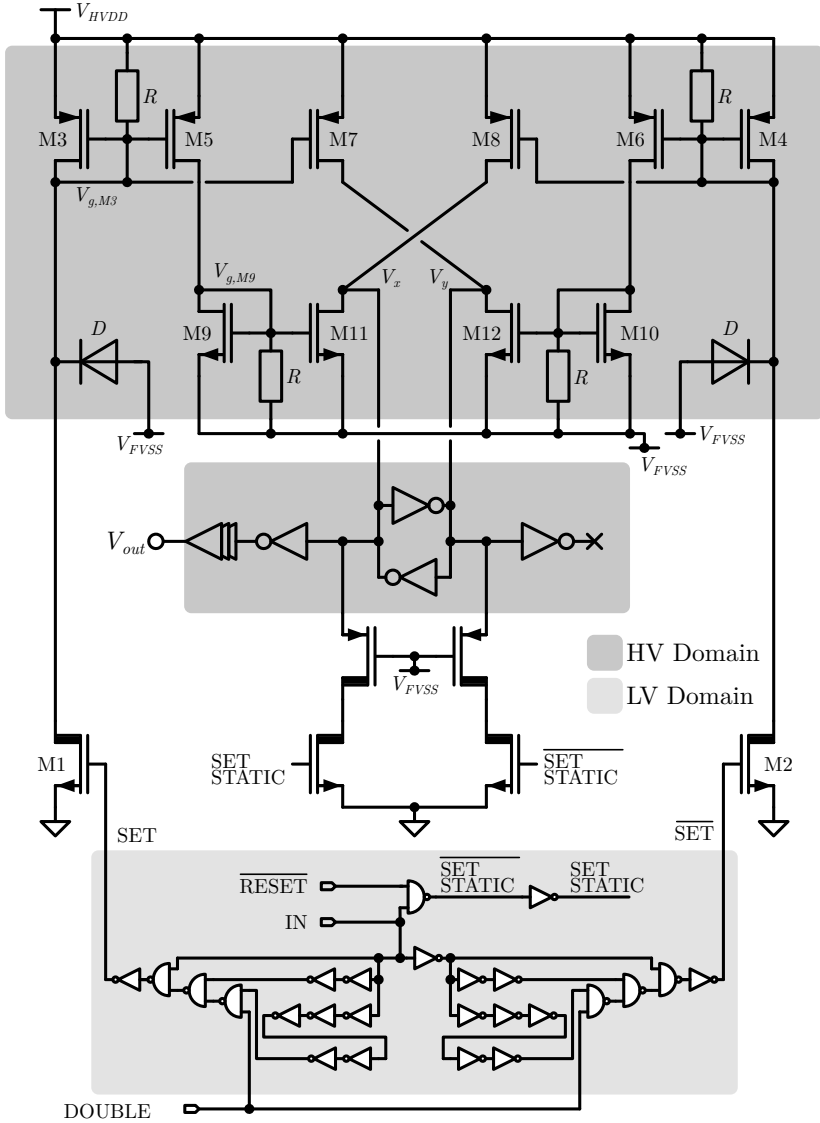 V_HVDD
R
R
M3
M5
M7
M8
M6
M4
V_g,M3
V_g,M9
V_x
V_y
M9
M11
M12
M10
D
D
R
R
V_FVSS
V_FVSS
V_FVSS
V_out
V_FVSS
HV Domain
LV Domain
M1
SET
STATIC
SET
STATIC
M2
SET
SET
RESET
SET
STATIC
SET
STATIC
IN
DOUBLE